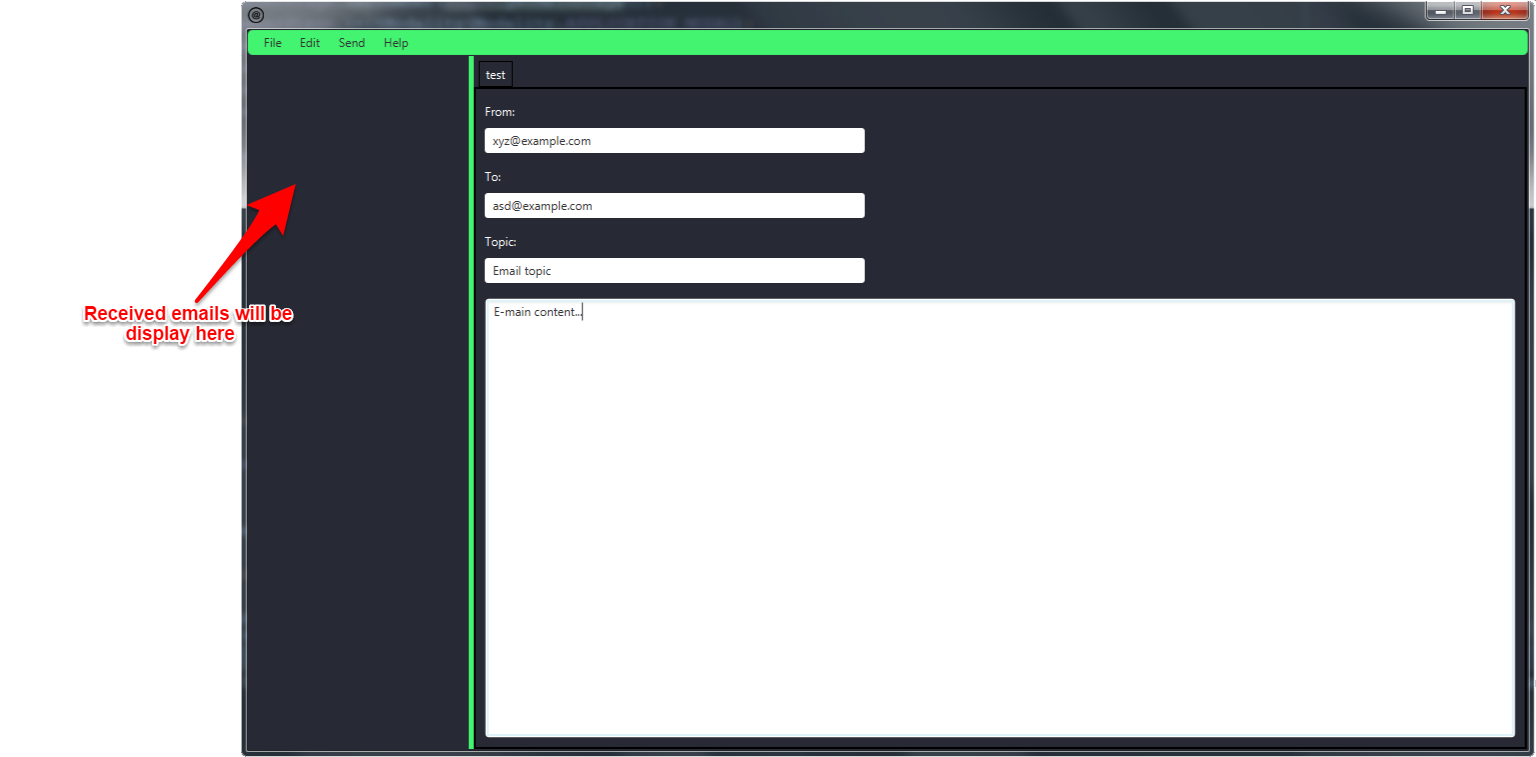 @
File Edit Send Help
test
From:
xyz@example.com
To:
asd@example.com
Topic:
Email topic
E-main content...
Received emails will be
display here